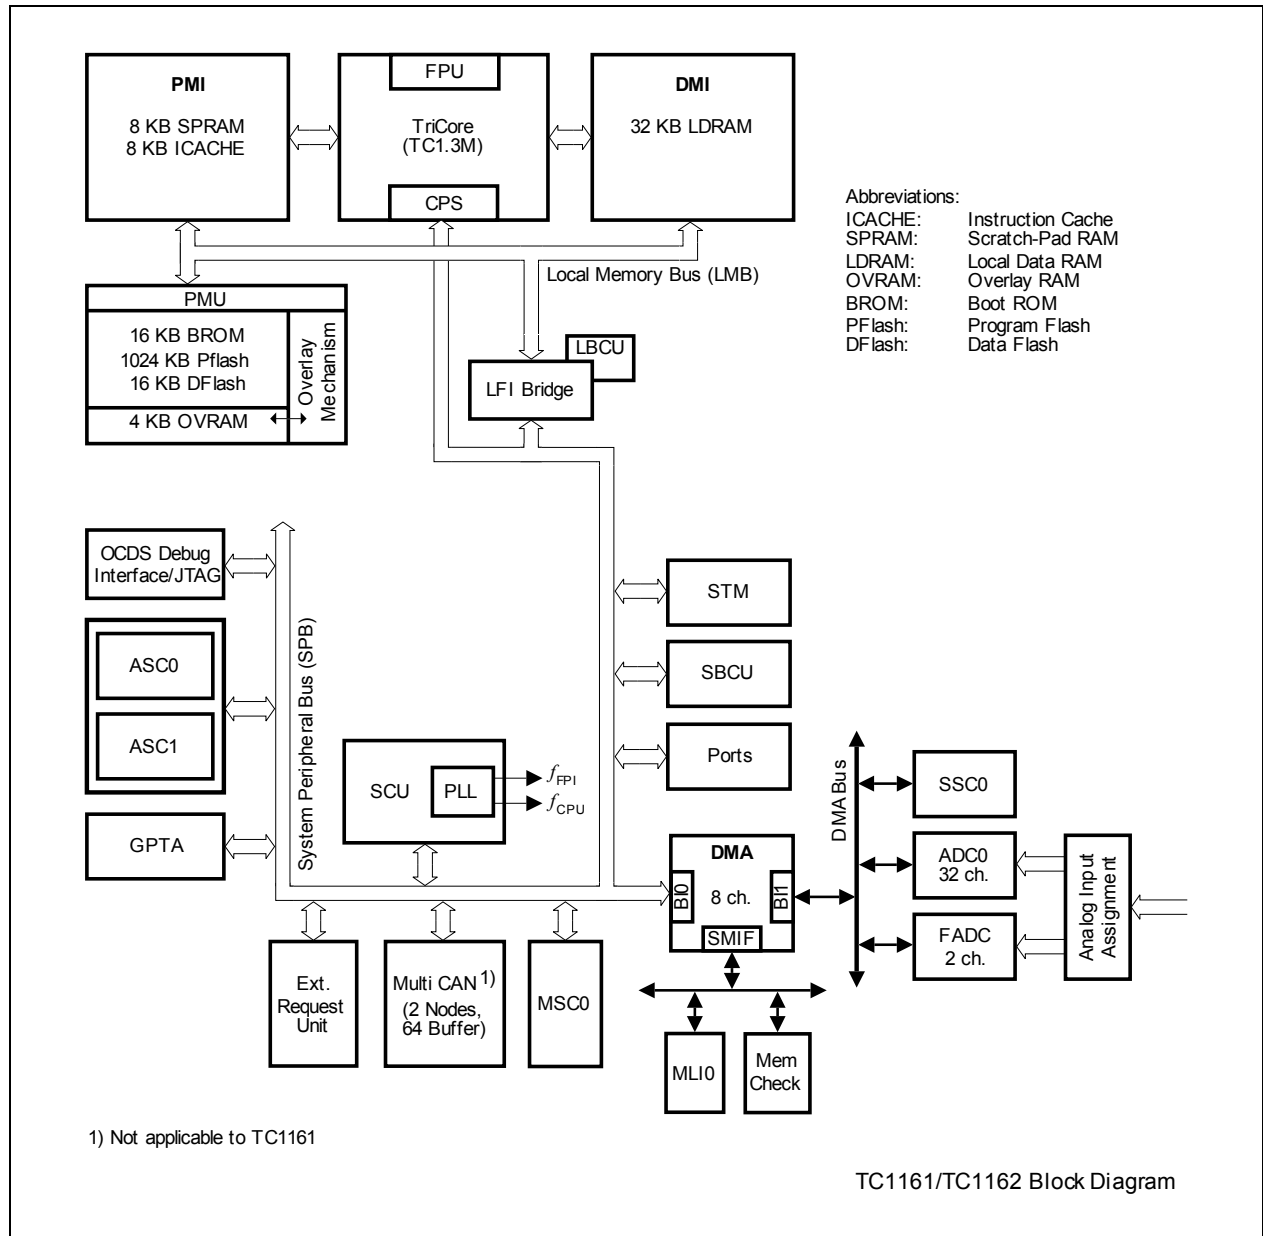 PMI
8 KB SPRAM
8 KB ICACHE
FPU
TriCore
(TC1.3M)
CPS
DMI
32 KB LDRAM
Abbreviations:
ICACHE: Instruction Cache
SPRAM: Scratch-Pad RAM
LDRAM: Local Data RAM
OVRAM: Overlay RAM
BROM: Boot ROM
PFlash: Program Flash
DFlash: Data Flash
Local Memory Bus (LMB)
PMU
16 KB BROM
1024 KB Pflash
16 KB DFlash
4 KB OVRAM
Overlay
Mechanism
LBCU
LFI Bridge
OCDS Debug
Interface/JTAG
ASC0
ASC1
GPTA
System Peripheral Bus (SPB)
SCU
PLL
fFPI
fCPU
STM
SBCU
Ports
DMA
8 ch.
BI0
BI1
SMIF
DMA Bus
SSC0
ADC0
32 ch.
FADC
2 ch.
Analog Input
Assignment
Ext.
Request
Unit
Multi CAN 1)
(2 Nodes,
64 Buffer)
MSC0
MLI0
Mem
Check
1) Not applicable to TC1161
TC1161/TC1162 Block Diagram